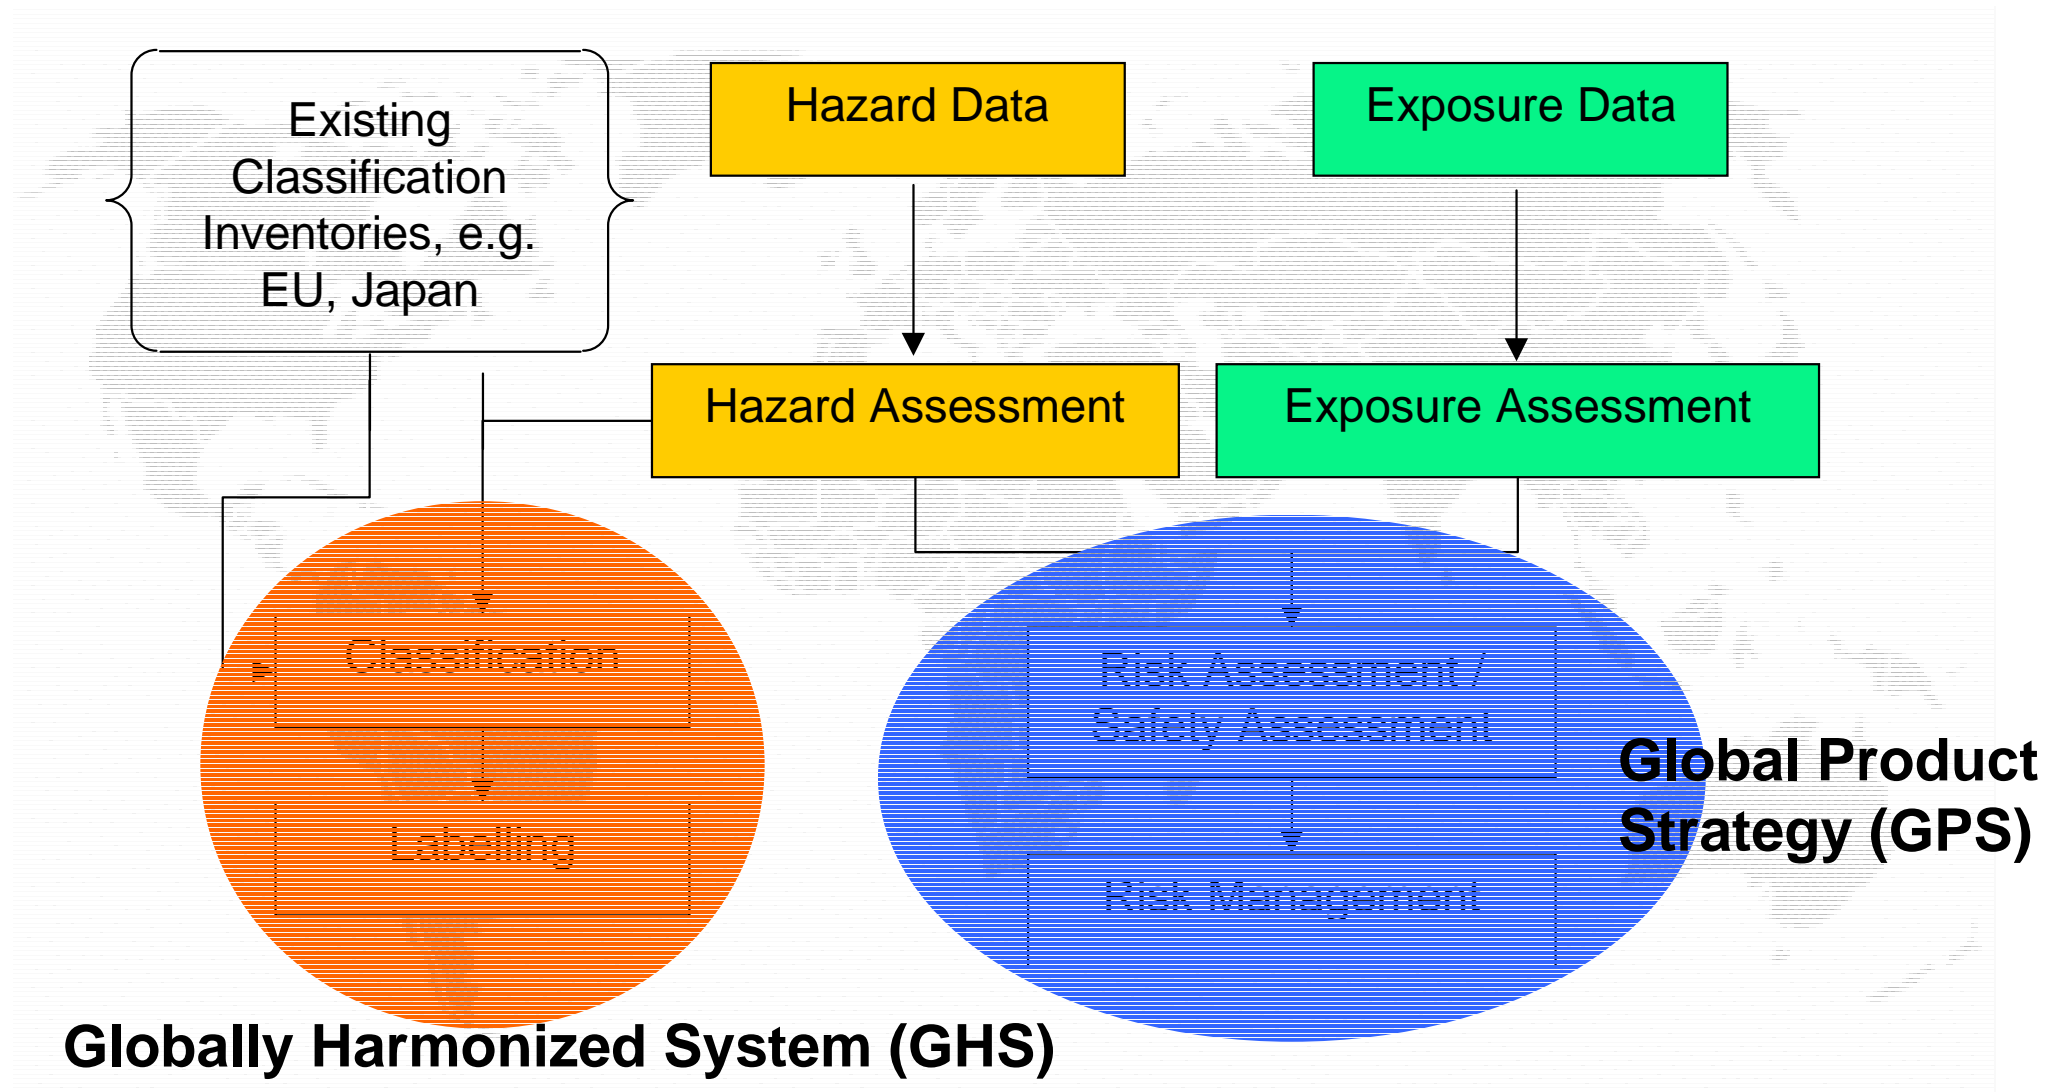 Existing
Classification
Inventories, e.g.
EU, Japan
Hazard Data
Exposure Data
Hazard Assessment
Exposure Assessment
Classification
Labelling
Risk Assessment /
Safety Assessment
Risk Management
Global Product
Strategy (GPS)
Globally Harmonized System (GHS)